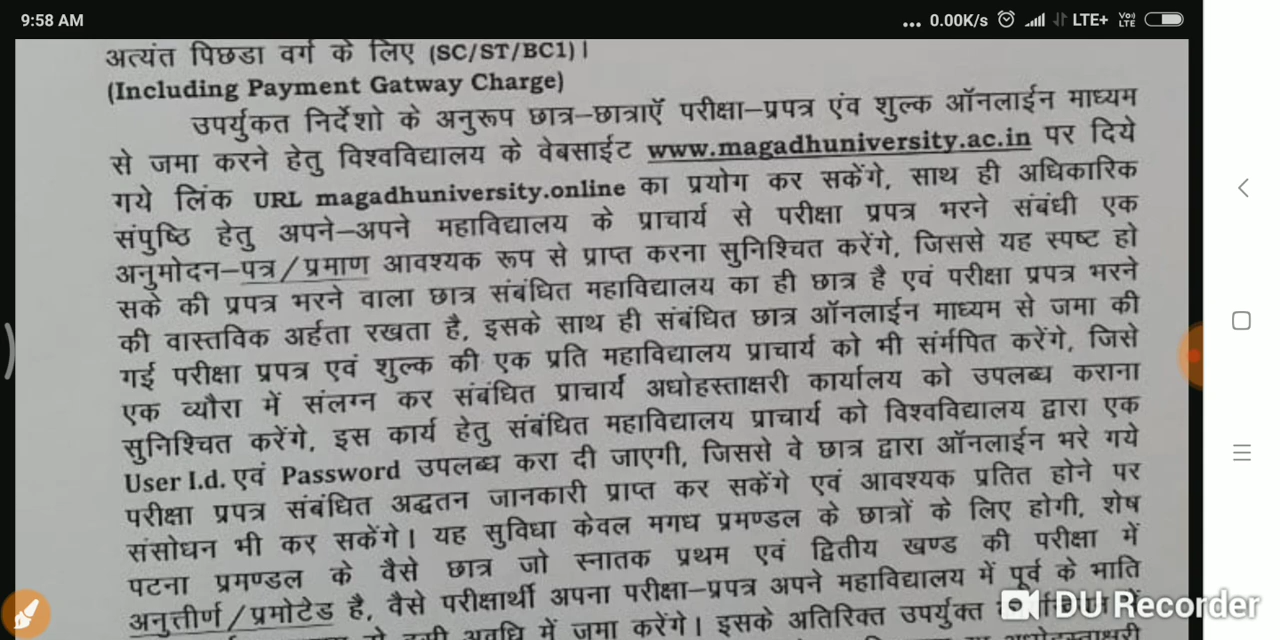 9:58 AM
... 0.00K/s LTE+ VoLTE
अत्यंत पिछडा वर्ग के लिए (SC/ST/BC1)।
(Including Payment Gatway Charge)
उपर्युकत निर्देशो के अनुरूप छात्र-छात्राऍ परीक्षा-प्रपत्र एंव शुल्क ऑनलाईन माध्यम
से जमा करने हेतु विश्वविद्यालय के वेबसाईट www.magadhuniversity.ac.in पर दिये
गये लिंक URL magadhuniversity.online का प्रयोग कर सकेंगे, साथ ही अधिकारिक
संपुष्ठि हेतु अपने-अपने महाविद्यालय के प्राचार्य से परीक्षा प्रपत्र भरने संबंधी एक
अनुमोदन-पत्र/प्रमाण आवश्यक रूप से प्राप्त करना सुनिश्चित करेंगे, जिससे यह स्पष्ट हो
सके की प्रपत्र भरने वाला छात्र संबंधित महाविद्यालय का ही छात्र है एवं परीक्षा प्रपत्र भरने
की वास्तविक अर्हता रखता है, इसके साथ ही संबंधित छात्र ऑनलाईन माध्यम से जमा की
गई परीक्षा प्रपत्र एवं शुल्क की एक प्रति महाविद्यालय प्राचार्य को भी संर्मपित करेंगे, जिसे
एक व्यौरा में संलग्न कर संबंधित प्राचार्य अधोहस्ताक्षरी कार्यालय को उपलब्ध कराना
सुनिश्चित करेंगे, इस कार्य हेतु संबंधित महाविद्यालय प्राचार्य को विश्वविद्यालय द्वारा एक
User I.d. एवं Password उपलब्ध करा दी जाएगी, जिससे वे छात्र द्वारा ऑनलाईन भरे गये
परीक्षा प्रपत्र संबंधित अद्धतन जानकारी प्राप्त कर सकेंगे एवं आवश्यक प्रतित होने पर
संसोधन भी कर सकेंगे। यह सुविधा केवल मगध प्रमण्डल के छात्रों के लिए होगी, शेष
पटना प्रमण्डल के वैसे छात्र जो स्नातक प्रथम एवं द्वितीय खण्ड की परीक्षा में
अनुत्तीर्ण/प्रमोटेड है, वैसे परीक्षार्थी अपना परीक्षा-प्रपत्र अपने महाविद्यालय में पूर्व के भाति
अवधि में जमा करेंगे। इसके अतिरिक्त उपर्युक्त
DU Recorder